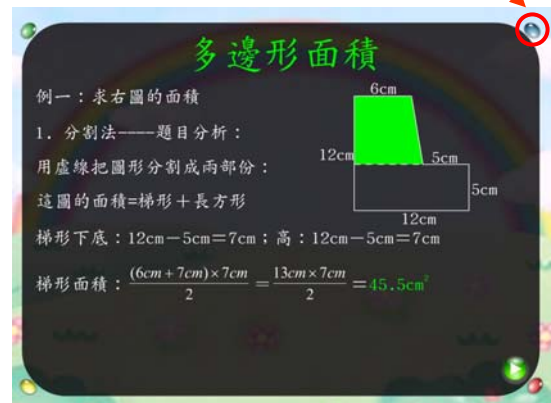 多邊形面積
例一：求右圖的面積
6cm
1. 分割法----題目分析：
12cm
5cm
用虛線把圖形分割成兩部份：
5cm
這圖的面積=梯形＋長方形
12cm
梯形下底：12cm－5cm＝7cm；高：12cm－5cm＝7cm
梯形面積：(6cm+7cm)×7cm/2 ＝13cm×7cm/2 ＝45.5cm²